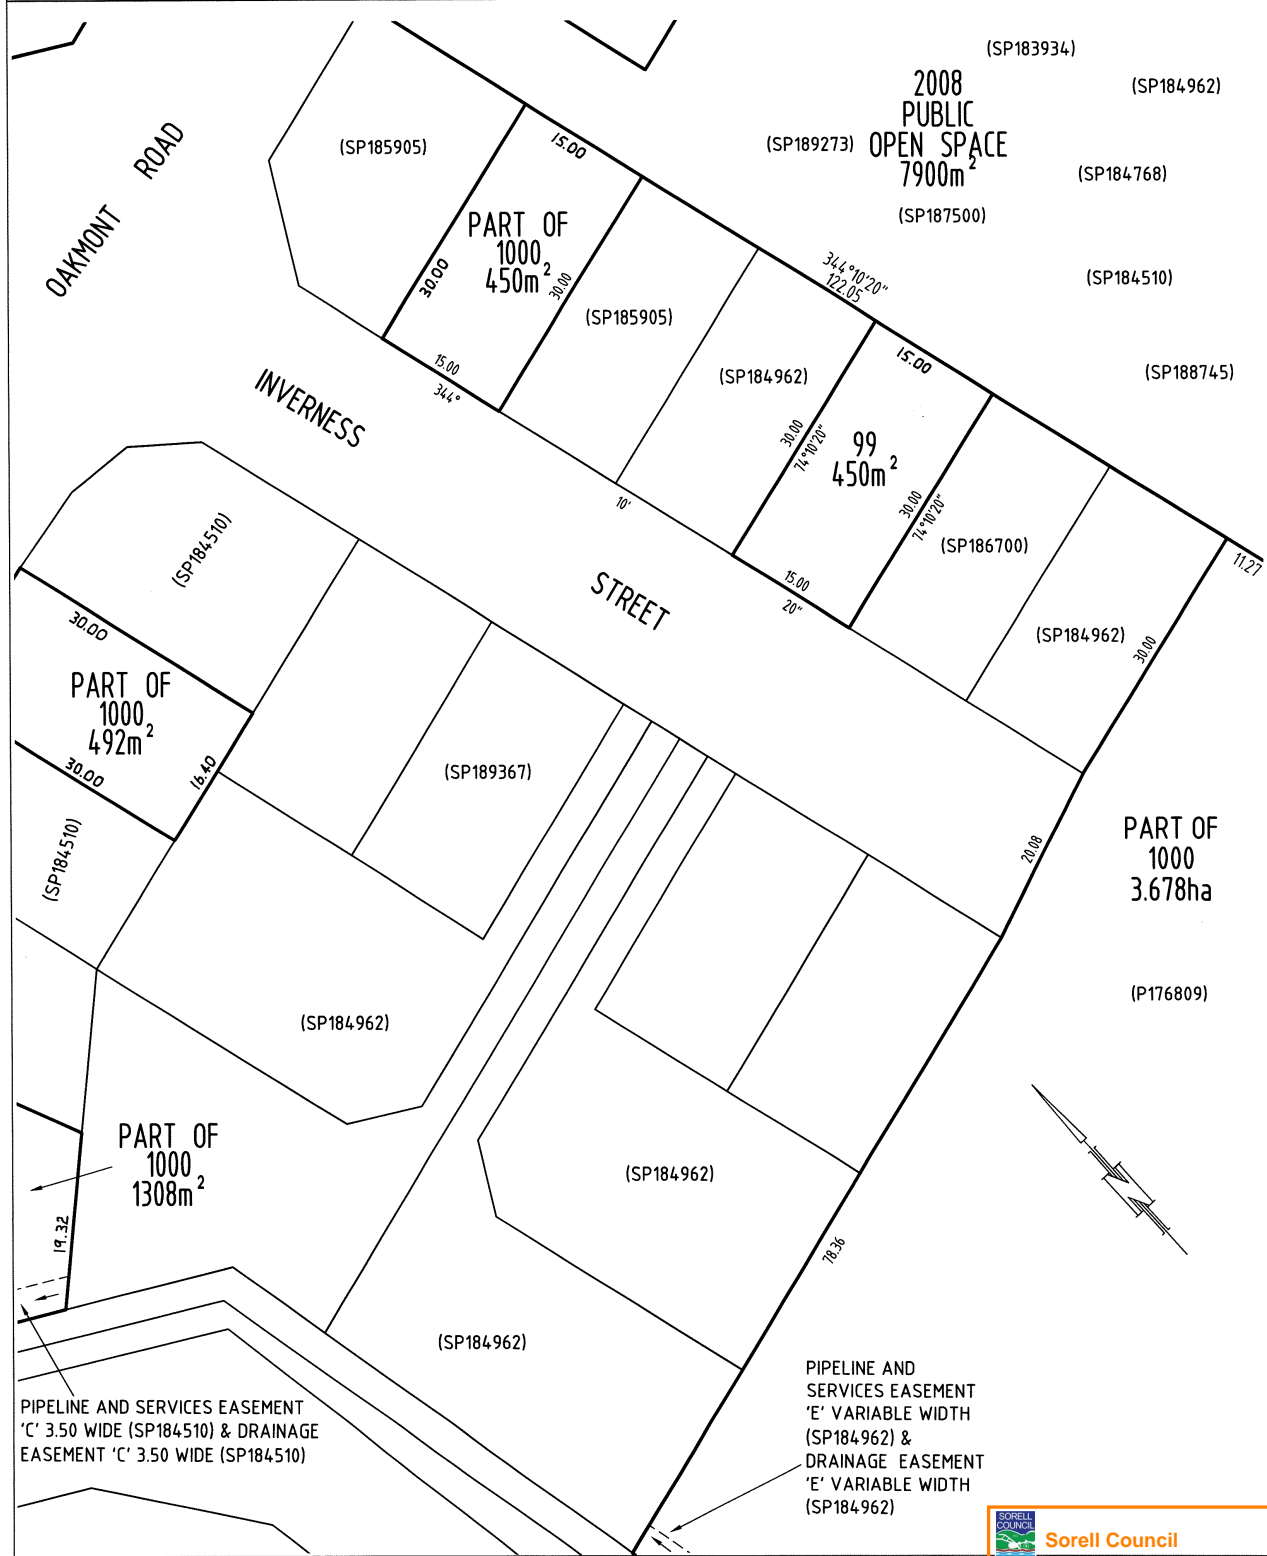 (SP183934)
2008
PUBLIC
OPEN SPACE
7900m²
(SP184962)
(SP189273)
(SP184768)
(SP187500)
(SP184510)
(SP188745)
OAKMONT ROAD
(SP185905)
15.00
PART OF
1000
450m²
30.00
30.00
(SP185905)
344°10'20"
122.05
15.00
344°
(SP184962)
15.00
INVERNESS
30.00
74°10'20"
99
450m²
30.00
74°10'20"
10'
(SP186700)
11.27
(SP184510)
STREET
15.00
20"
(SP184962)
30.00
30.00
PART OF
1000
492m²
30.00
16.40
(SP189367)
(SP184510)
20.08
PART OF
1000
3.678ha
(P176809)
(SP184962)
PART OF
1000
1308m²
19.32
(SP184962)
78.36
(SP184962)
PIPELINE AND SERVICES EASEMENT
'C' 3.50 WIDE (SP184510) & DRAINAGE
EASEMENT 'C' 3.50 WIDE (SP184510)
PIPELINE AND
SERVICES EASEMENT
'E' VARIABLE WIDTH
(SP184962) &
DRAINAGE EASEMENT
'E' VARIABLE WIDTH
(SP184962)
N
SORELL
COUNCIL
Sorell Council